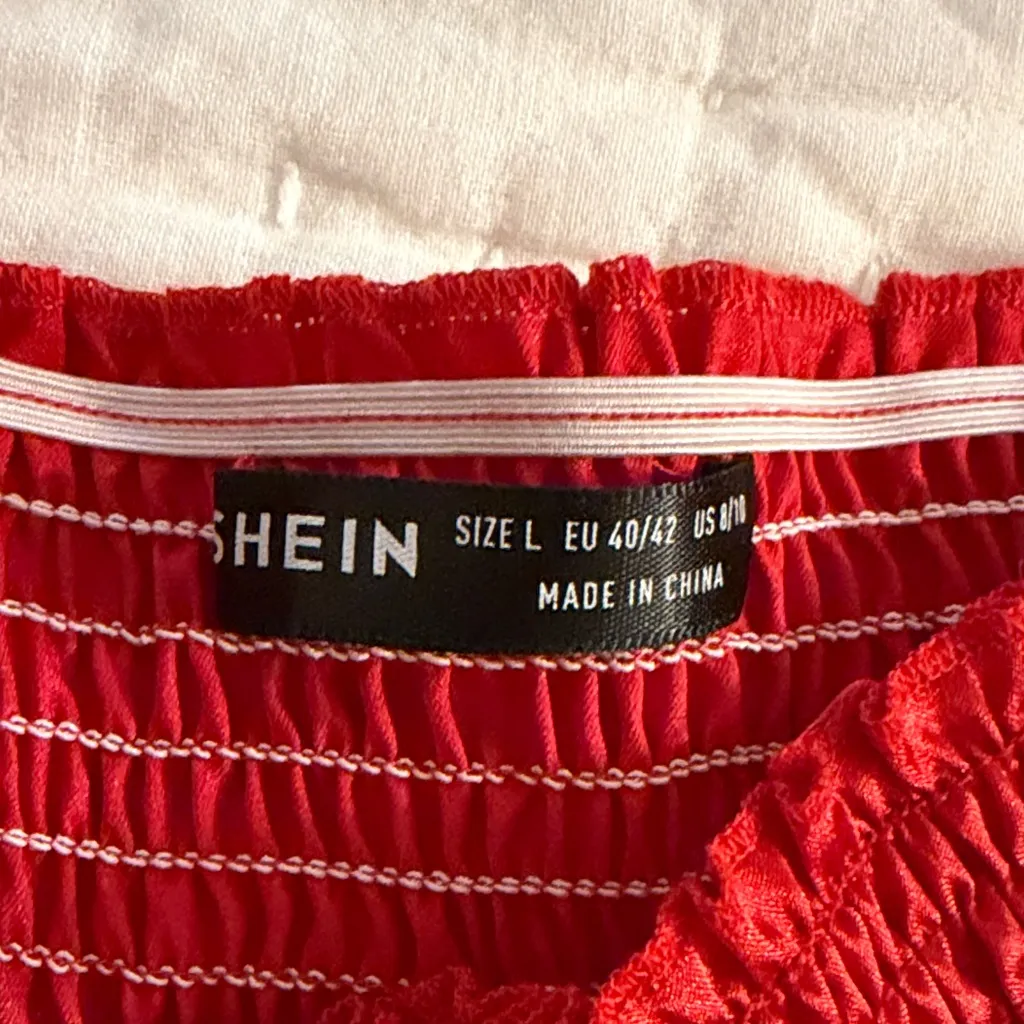 SHEIN SIZE L EU 40/42 US 8/10
MADE IN CHINA